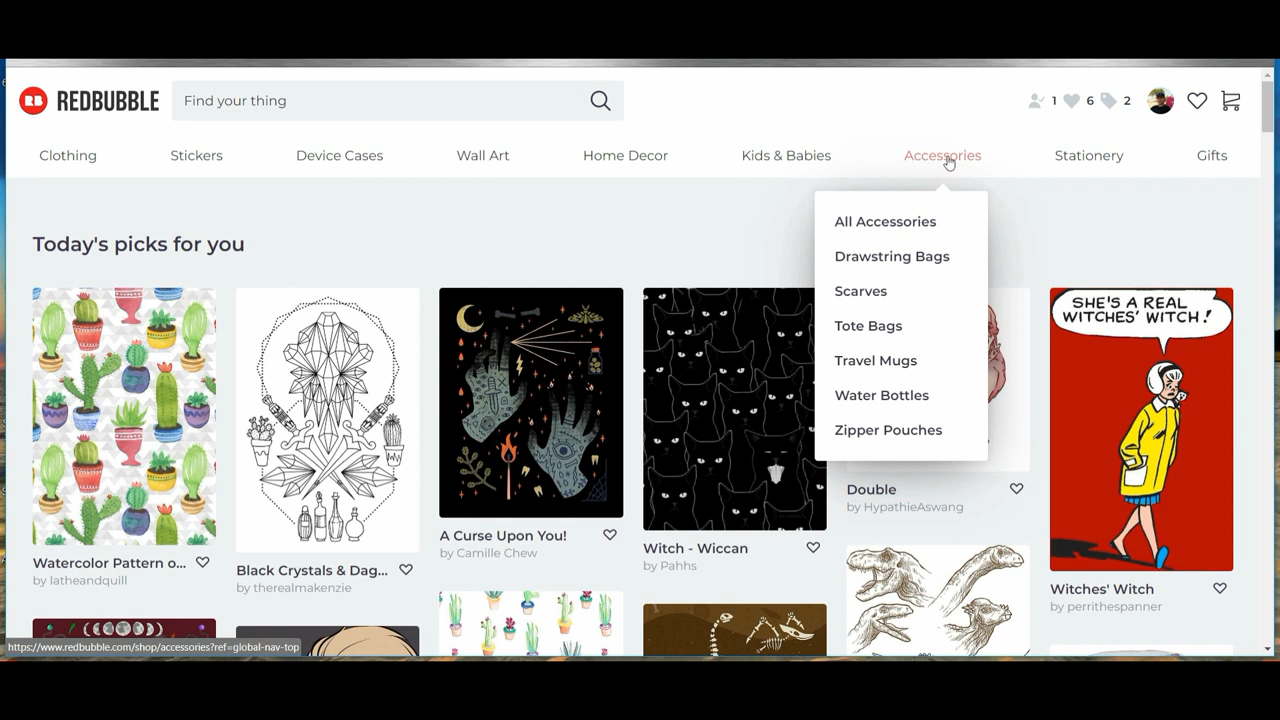 RB REDBUBBLE
Find your thing
1
6
2
Clothing
Stickers
Device Cases
Wall Art
Home Decor
Kids & Babies
Accessories
Stationery
Gifts
All Accessories
Drawstring Bags
Scarves
Tote Bags
Travel Mugs
Water Bottles
Zipper Pouches
Today's picks for you
SHE'S A REAL
WITCHES' WITCH!
Watercolor Pattern o...
by latheandquill
Black Crystals & Dag...
by therealmakenzie
A Curse Upon You!
by Camille Chew
Witch - Wiccan
by Pahhs
Double
by HypathieAswang
Witches' Witch
by perrithespanner
https://www.redbubble.com/shop/accessories?ref=global-nav-top